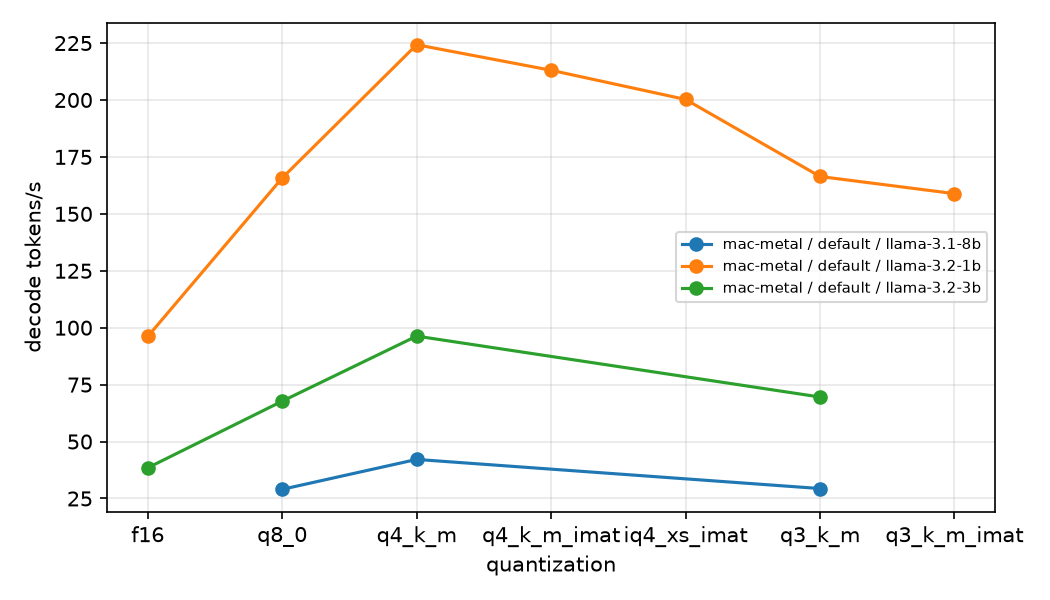 225
200
175
150
125
100
75
50
25
decode tokens/s
mac-metal / default / llama-3.1-8b
mac-metal / default / llama-3.2-1b
mac-metal / default / llama-3.2-3b
f16 q8_0 q4_k_m q4_k_m_imat iq4_xs_imat q3_k_m q3_k_m_imat
quantization